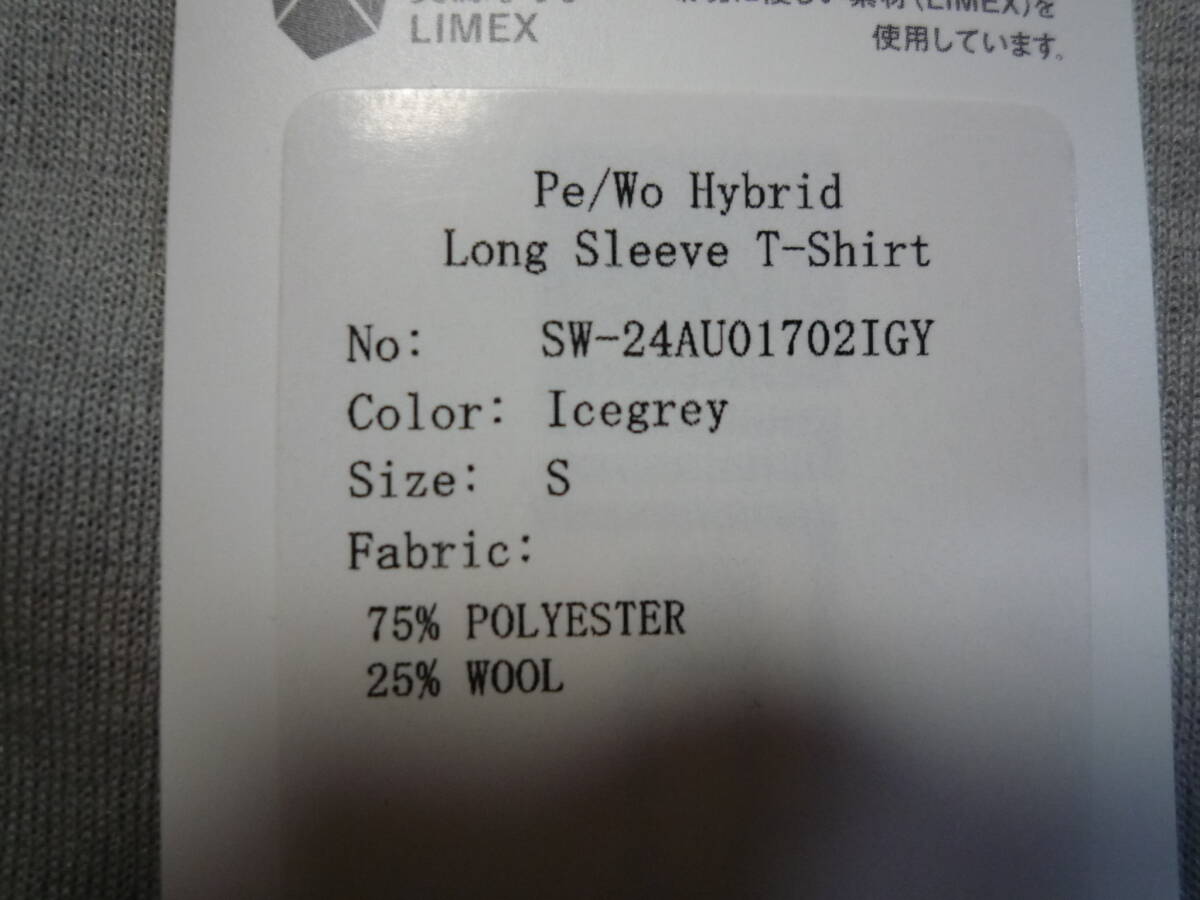 LIMEX
使用しています。
Pe/Wo Hybrid
Long Sleeve T-Shirt
No: SW-24AU01702IGY
Color: Icegrey
Size: S
Fabric:
75% POLYESTER
25% WOOL